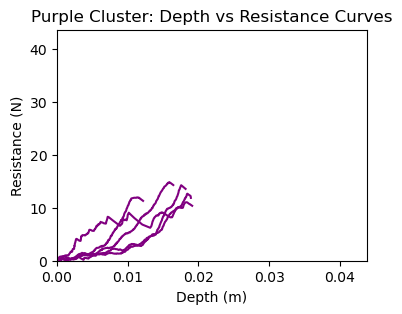 Purple Cluster: Depth vs Resistance Curves
Resistance (N)
40
30
20
10
0
0.00 0.01 0.02 0.03 0.04
Depth (m)